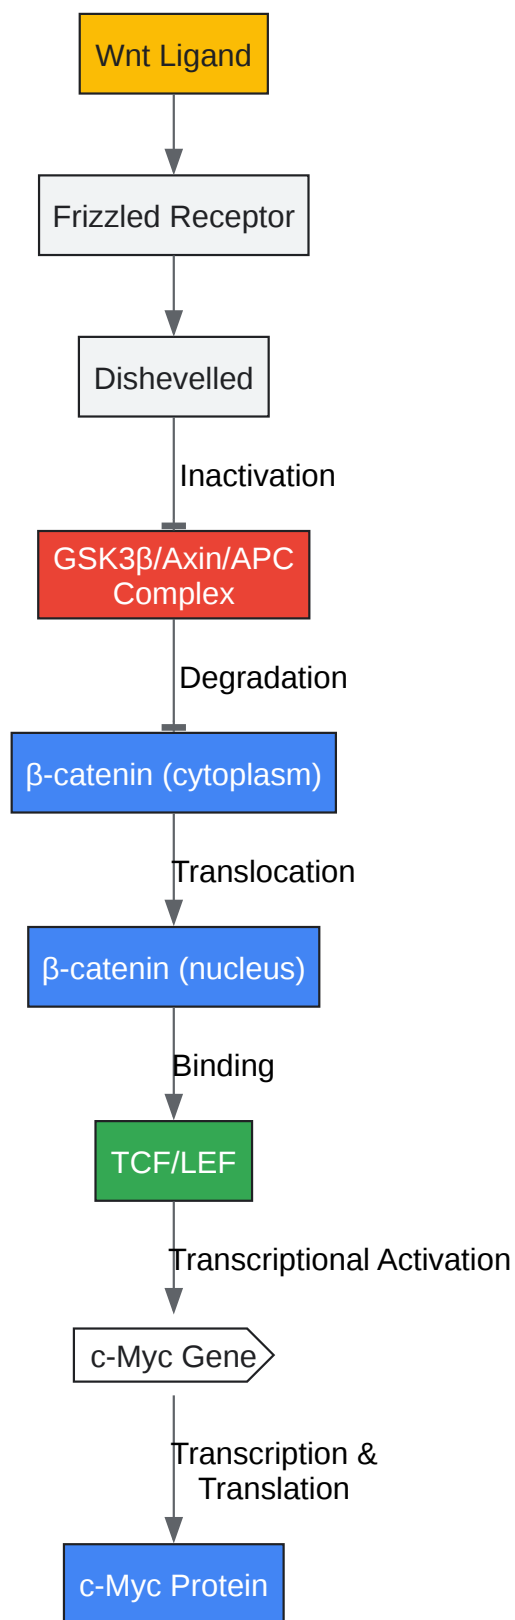 Wnt Ligand
Frizzled Receptor
Dishevelled
Inactivation
GSK3β/Axin/APC
Complex
Degradation
β-catenin (cytoplasm)
Translocation
β-catenin (nucleus)
Binding
TCF/LEF
Transcriptional Activation
c-Myc Gene
Transcription &
Translation
c-Myc Protein